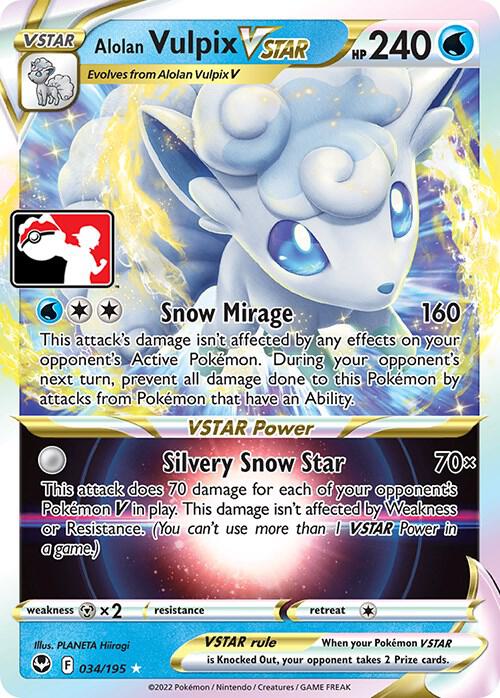 VSTAR
Alolan Vulpix VSTAR HP 240
Evolves from Alolan Vulpix V
Snow Mirage 160
This attack's damage isn't affected by any effects on your
opponent's Active Pokémon. During your opponent's
next turn, prevent all damage done to this Pokémon by
attacks from Pokémon that have an Ability.
VSTAR Power
Silvery Snow Star 70×
This attack does 70 damage for each of your opponent's
Pokémon V in play. This damage isn't affected by Weakness
or Resistance. (You can't use more than 1 VSTAR Power in
a game.)
weakness ×2 resistance retreat
Illus. PLANETA Hiiragi
VSTAR rule When your Pokémon VSTAR
is Knocked Out, your opponent takes 2 Prize cards.
F 034/195
©2022 Pokémon / Nintendo / Creatures / GAME FREAK